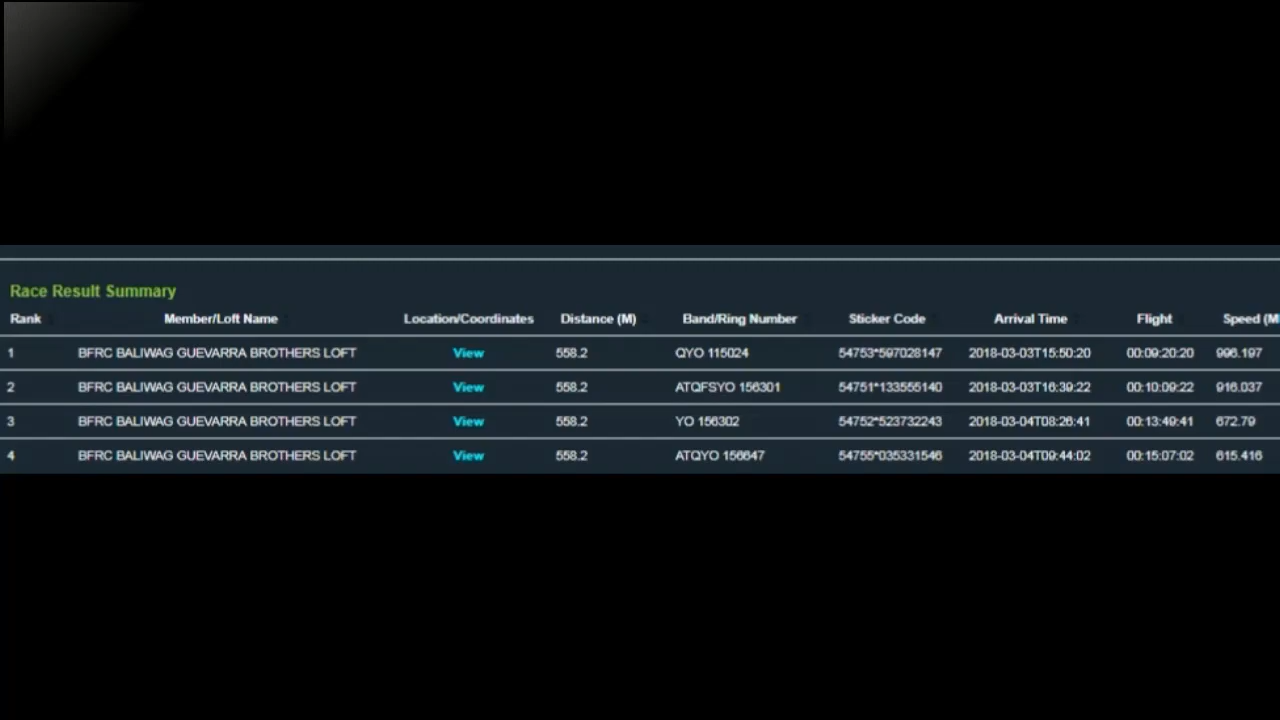 Race Result Summary
Rank Member/Loft Name Location/Coordinates Distance (M) Band/Ring Number Sticker Code Arrival Time Flight Speed (M
1 BFRC BALIWAG GUEVARRA BROTHERS LOFT View 558.2 QYO 115024 54753*597028147 2018-03-03T15:50:20 00:09:20:20 996.197
2 BFRC BALIWAG GUEVARRA BROTHERS LOFT View 558.2 ATQFSYO 156301 54751*133555140 2018-03-03T16:39:22 00:10:09:22 916.037
3 BFRC BALIWAG GUEVARRA BROTHERS LOFT View 558.2 YO 156302 54752*523732243 2018-03-04T08:26:41 00:13:49:41 672.79
4 BFRC BALIWAG GUEVARRA BROTHERS LOFT View 558.2 ATQYO 156647 54755*035331546 2018-03-04T09:44:02 00:15:07:02 615.416